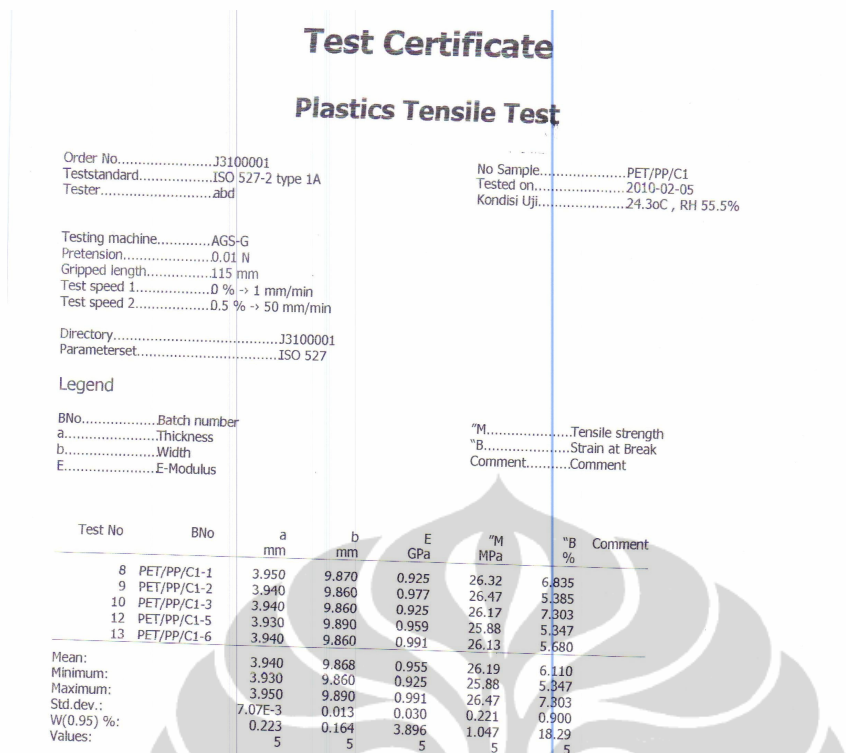 Test Certificate
Plastics Tensile Test
Order No.......................J3100001
Teststandard..................ISO 527-2 type 1A
Tester...........................abd
No Sample.....................PET/PP/C1
Tested on......................2010-02-05
Kondisi Uji.....................24.3oC , RH 55.5%
Testing machine.............AGS-G
Pretension.....................0.01 N
Gripped length................115 mm
Test speed 1..................0 % -> 1 mm/min
Test speed 2..................0.5 % -> 50 mm/min
Directory........................................J3100001
Parameterset..................................ISO 527
Legend
BNo...................Batch number
a.......................Thickness
b.......................Width
E.......................E-Modulus
"M.....................Tensile strength
"B.....................Strain at Break
Comment...........Comment
Test No BNo a b E "M "B Comment
mm mm GPa MPa %
8 PET/PP/C1-1 3.950 9.870 0.925 26.32 6.835
9 PET/PP/C1-2 3.940 9.860 0.977 26.47 5.385
10 PET/PP/C1-3 3.940 9.860 0.925 26.17 7.303
12 PET/PP/C1-5 3.930 9.890 0.959 25.88 5.347
13 PET/PP/C1-6 3.940 9.860 0.991 26.13 5.680
Mean: 3.940 9.868 0.955 26.19 6.110
Minimum: 3.930 9.860 0.925 25.88 5.347
Maximum: 3.950 9.890 0.991 26.47 7.303
Std.dev.: 7.07E-3 0.013 0.030 0.221 0.900
W(0.95) %: 0.223 0.164 3.896 1.047 18.29
Values: 5 5 5 5 5